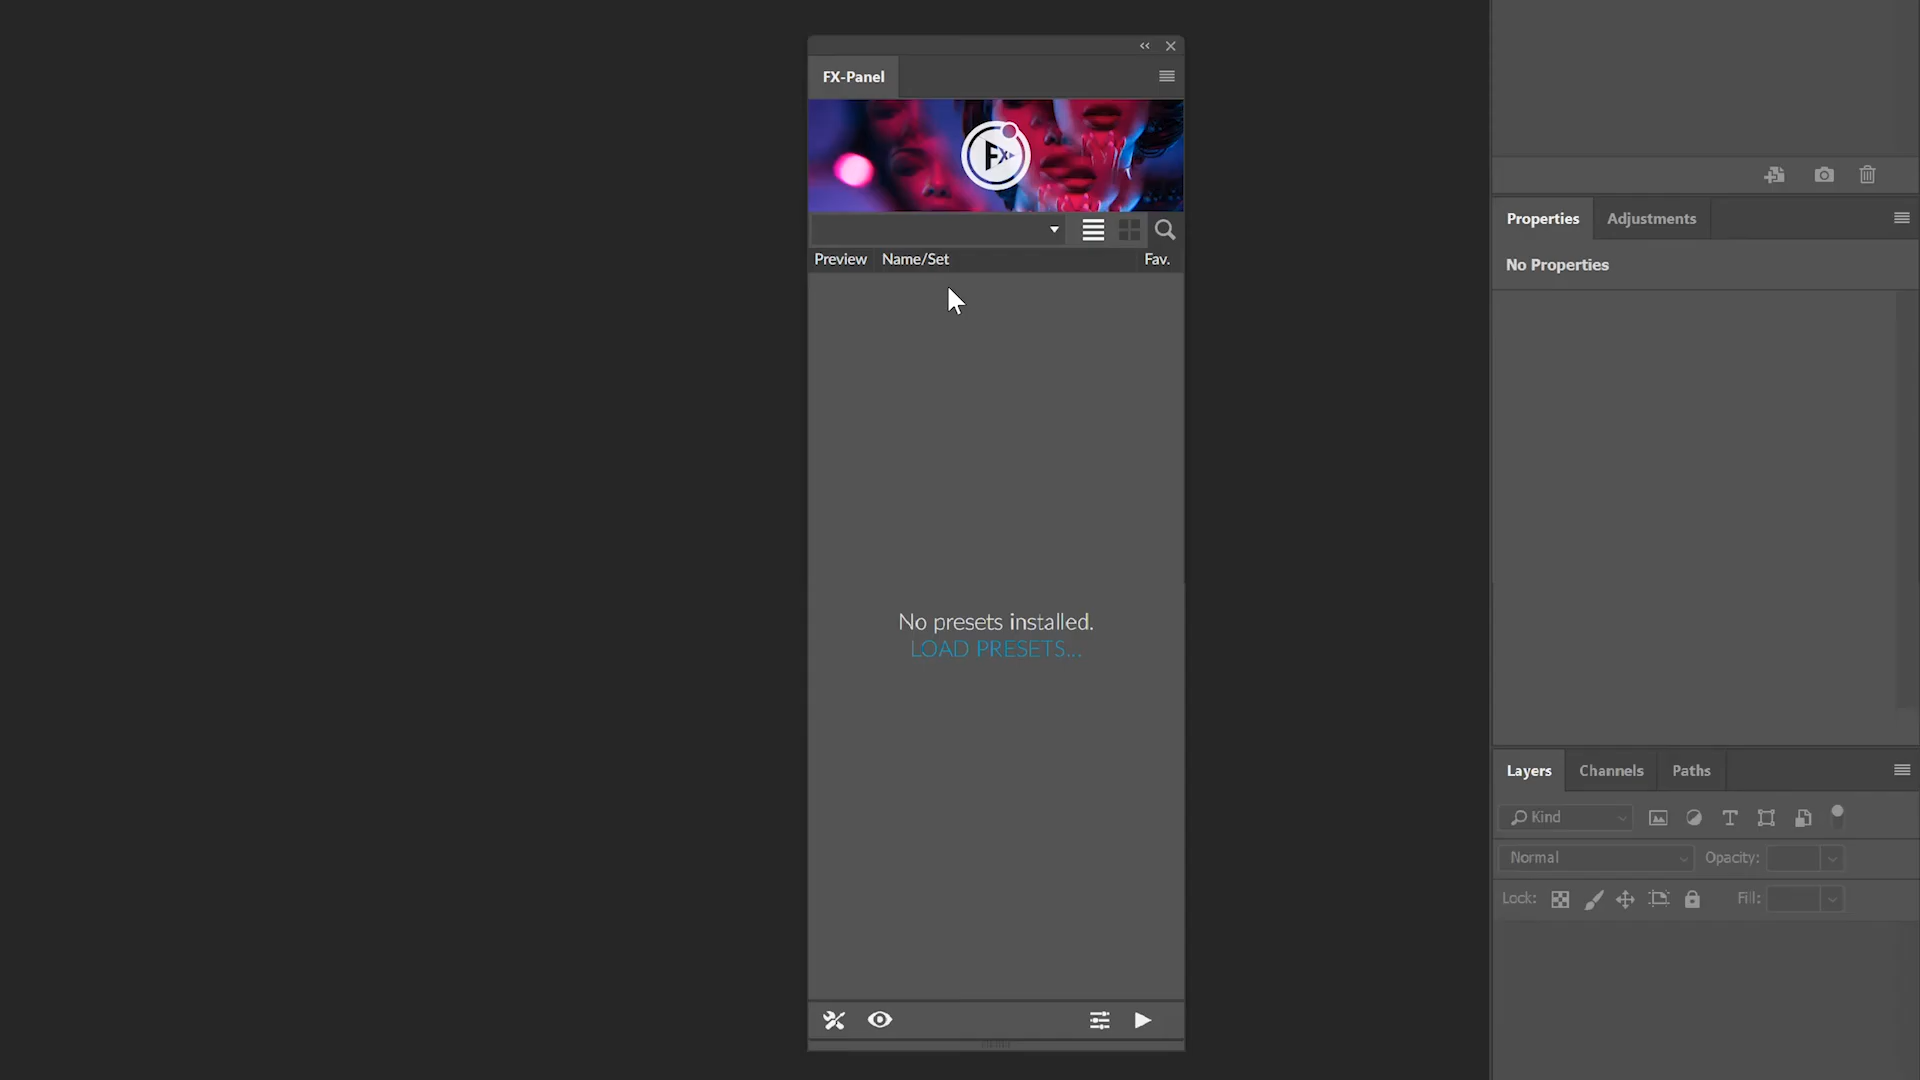 FX-Panel
Fx
Preview Name/Set Fav.
No presets installed.
LOAD PRESETS...
Properties Adjustments
No Properties
Layers Channels Paths
Kind
Normal Opacity:
Lock: Fill: